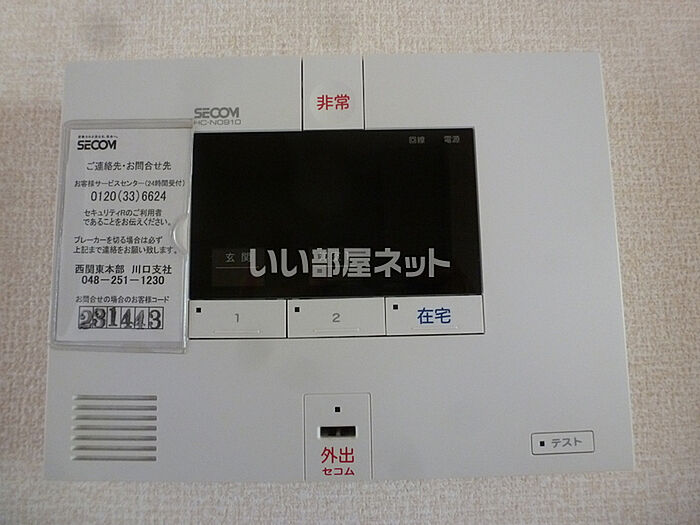 非常
SECOM
HC-N0910
回線 電源
SECOM
ご連絡先・お問合せ先
お客様サービスセンター(24時間受付)
0120(33)6624
セキュリティRのご利用者
であることをお伝えください。
ブレーカーを切る場合は必ず
上記まで連絡をお願い致します。
西関東本部 川口支社
048-251-1230
お問合せの場合のお客様コード
231443
玄関
いい部屋ネット
1
2
在宅
外出
セコム
テスト